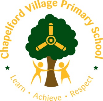 Chapelford Village Primary School
Learn - Achieve - Respect